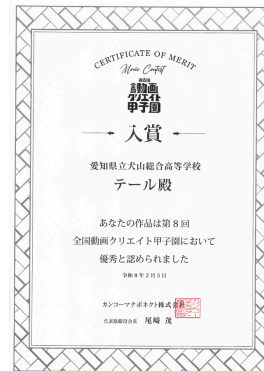 CERTIFICATE OF MERIT
Movie Contest
第8回
全国動画
クリエイト
甲子園
入賞
愛知県立犬山総合高等学校
テール殿
あなたの作品は第8回
全国動画クリエイト甲子園において
優秀と認められました
令和8年2月5日
カンコーマナボネクト株式会社
代表取締役会長 尾﨑 茂